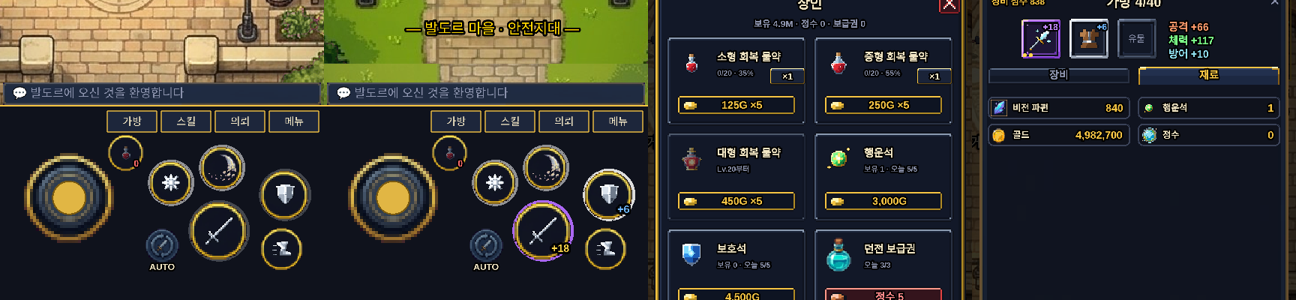 발도르에 오신 것을 환영합니다
가방 스킬 의뢰 메뉴
0
AUTO
— 발도르 마을 · 안전지대 —
발도르에 오신 것을 환영합니다
가방 스킬 의뢰 메뉴
0
+6
+18
AUTO
상인
보유 4.9M · 정수 0 · 보급권 0
소형 회복 물약
0/20 · 35%
×1
125G ×5
중형 회복 물약
0/20 · 55%
×1
250G ×5
대형 회복 물약
Lv.20부터
450G ×5
행운석
보유 1 · 오늘 5/5
3,000G
보호석
보유 0 · 오늘 5/5
4,500G
던전 보급권
오늘 3/3
정수 5
장비 점수 838
가방 4/40
+18
+6
유물
공격 +66
체력 +117
방어 +10
장비 재료
비전 파편 840
행운석 1
골드 4,982,700
정수 0